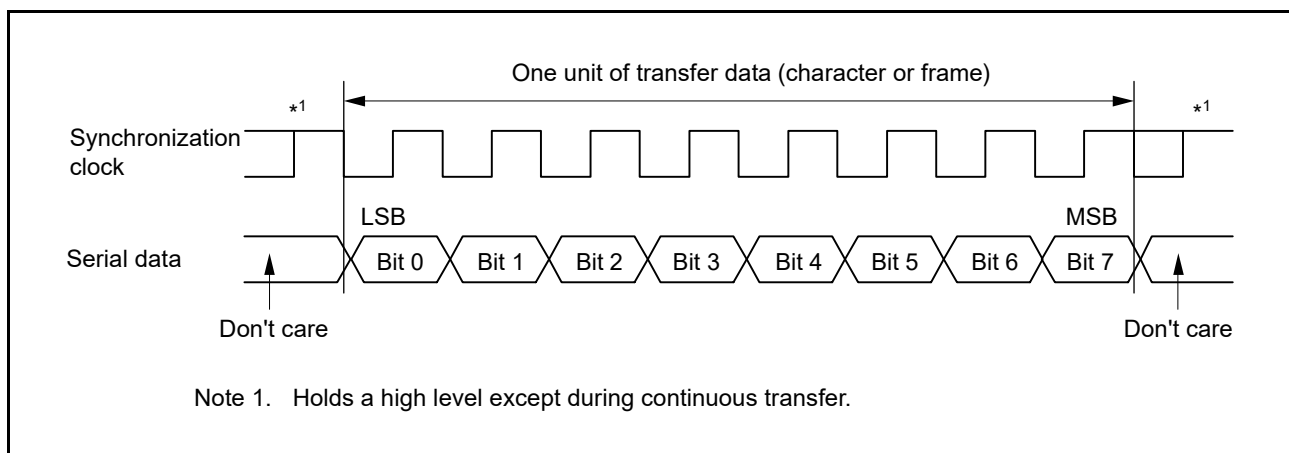 One unit of transfer data (character or frame)
*1 *1
Synchronization
clock
LSB MSB
Serial data Bit 0 Bit 1 Bit 2 Bit 3 Bit 4 Bit 5 Bit 6 Bit 7
Don't care Don't care
Note 1. Holds a high level except during continuous transfer.